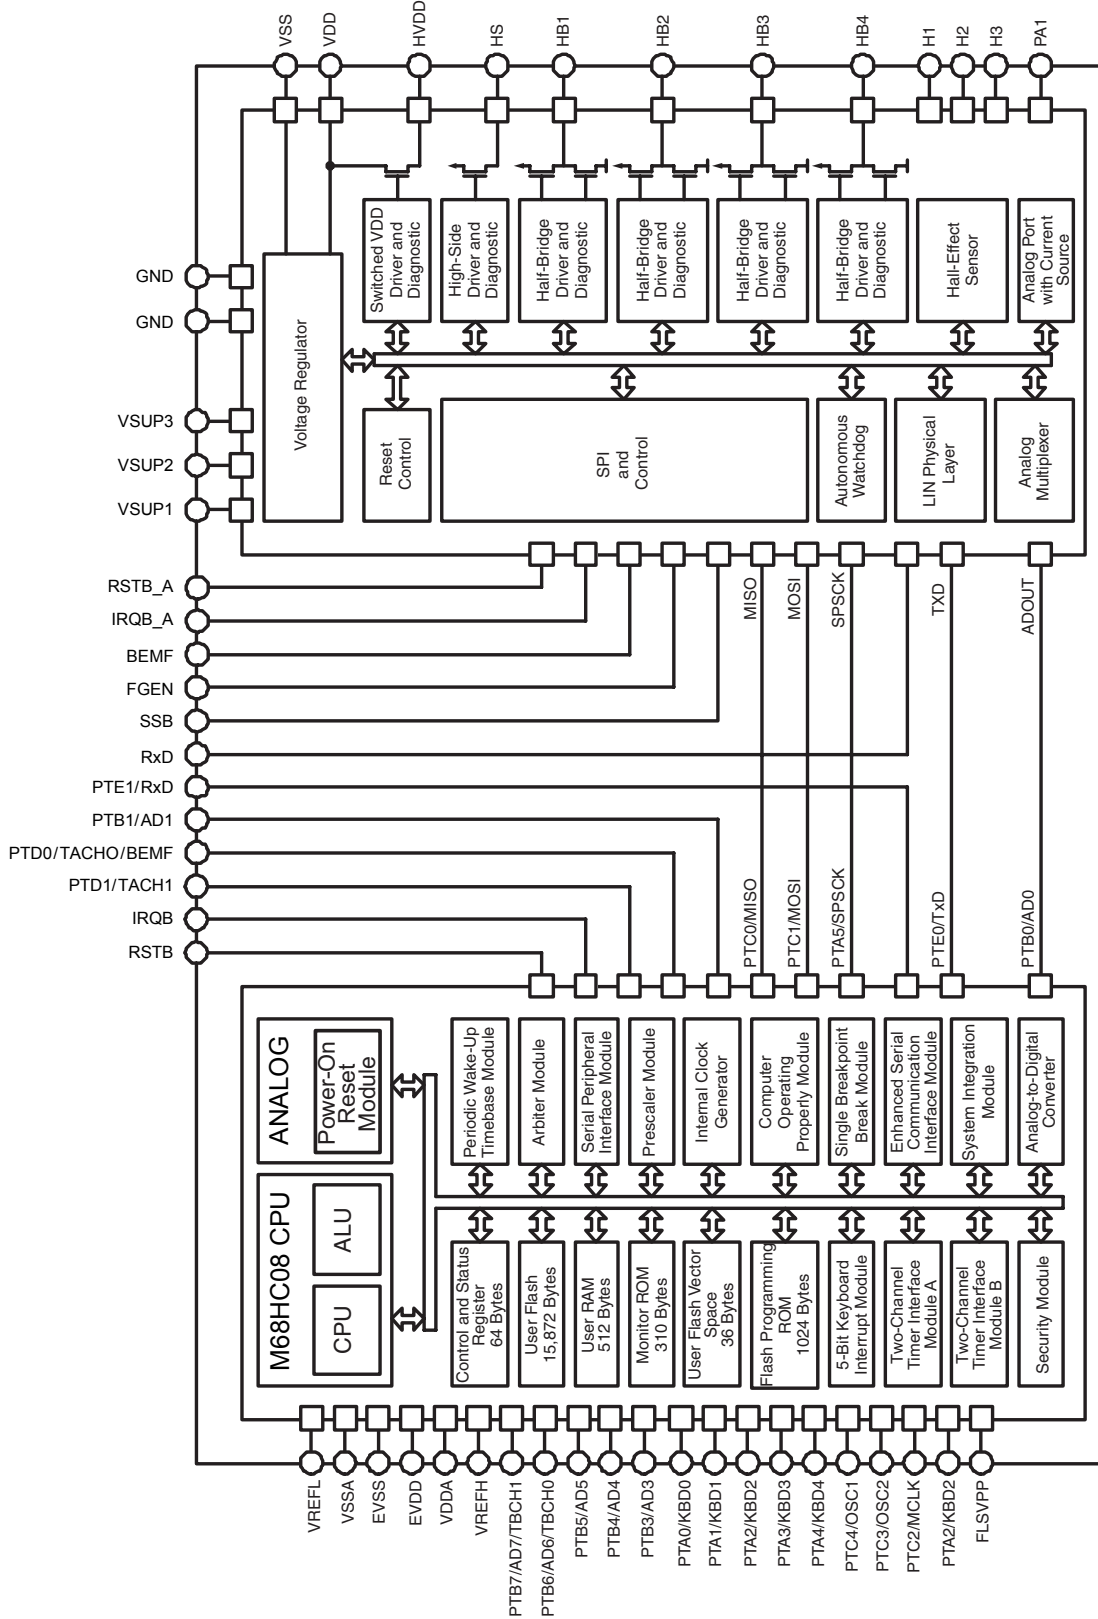 VSS
VDD
HVDD
HS
HB1
HB2
HB3
HB4
H1
H2
H3
PA1
GND
GND
VSUP3
VSUP2
VSUP1
RSTB_A
IRQB_A
BEMF
FGEN
SSB
RxD
PTE1/RxD
PTB1/AD1
PTD0/TACHO/BEMF
PTD1/TACH1
IRQB
RSTB
Voltage Regulator
Switched VDD
Driver and
Diagnostic
High-Side
Driver and
Diagnostic
Half-Bridge
Driver and
Diagnostic
Half-Bridge
Driver and
Diagnostic
Half-Bridge
Driver and
Diagnostic
Half-Bridge
Driver and
Diagnostic
Hall-Effect
Sensor
Analog Port
with Current
Source
Reset
Control
SPI
and
Control
Autonomous
Watchdog
LIN Physical
Layer
Analog
Multiplexer
MISO
MOSI
SPSCK
TXD
ADOUT
PTC0/MISO
PTC1/MOSI
PTA5/SPSCK
PTE0/TxD
PTB0/AD0
ANALOG
Power-On
Reset
Module
M68HC08 CPU
CPU
ALU
Periodic Wake-Up
Timebase Module
Arbiter Module
Serial Peripheral
Interface Module
Prescaler Module
Internal Clock
Generator
Computer
Operating
Properly Module
Single Breakpoint
Break Module
Enhanced Serial
Communication
Interface Module
System Integration
Module
Analog-to-Digital
Converter
Control and Status
Register
64 Bytes
User Flash
15,872 Bytes
User RAM
512 Bytes
Monitor ROM
310 Bytes
User Flash Vector
Space
36 Bytes
Flash Programming
ROM
1024 Bytes
5-Bit Keyboard
Interrupt Module
Two-Channel
Timer Interface
Module A
Two-Channel
Timer Interface
Module B
Security Module
VREFL
VSSA
EVSS
EVDD
VDDA
VREFH
PTB7/AD7/TBCH1
PTB6/AD6/TBCH0
PTB5/AD5
PTB4/AD4
PTB3/AD3
PTA0/KBD0
PTA1/KBD1
PTA2/KBD2
PTA3/KBD3
PTA4/KBD4
PTC4/OSC1
PTC3/OSC2
PTC2/MCLK
PTA2/KBD2
FLSVPP